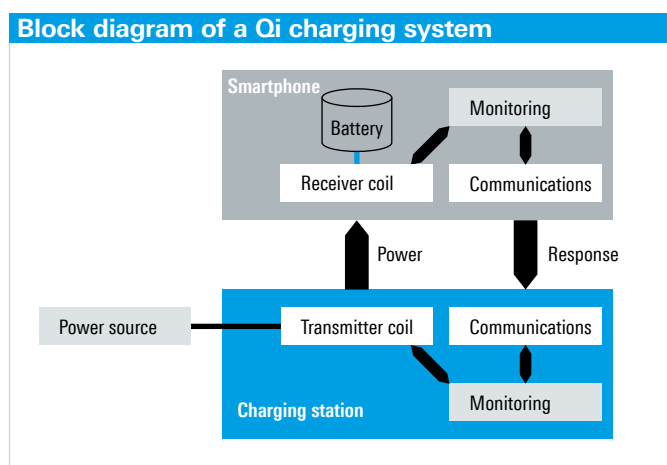 Block diagram of a Qi charging system
Smartphone
Monitoring
Battery
Receiver coil
Communications
Power
Response
Power source
Transmitter coil
Communications
Charging station
Monitoring